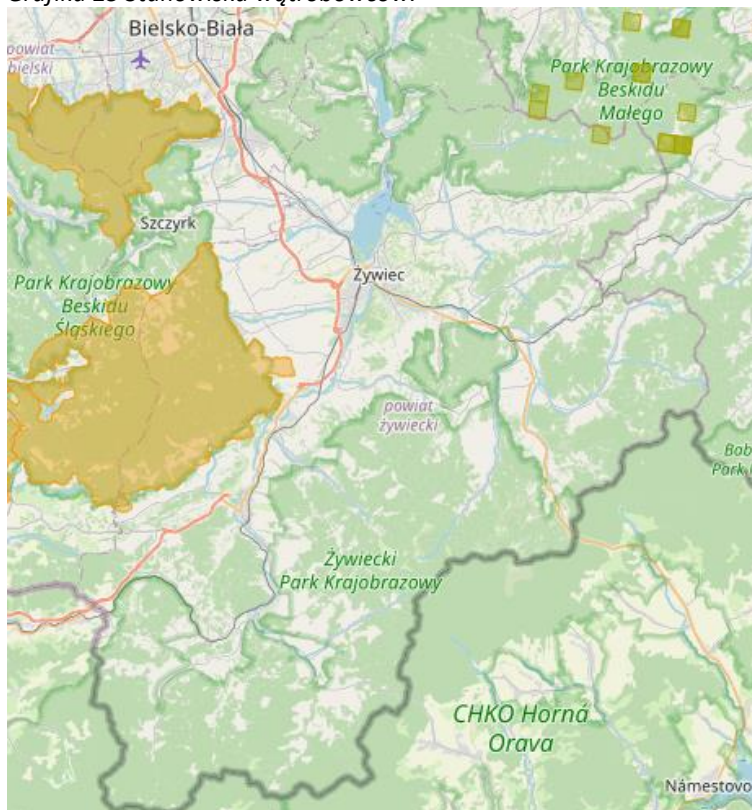 Bielsko-Biała
powiat
bielski
Park Krajobrazowy
Beskidu
Małego
Szczyrk
Żywiec
Park Krajobrazowy
Beskidu
Śląskiego
powiat
żywiecki
Żywiecki
Park Krajobrazowy
CHKO Horná
Orava
Námestovo